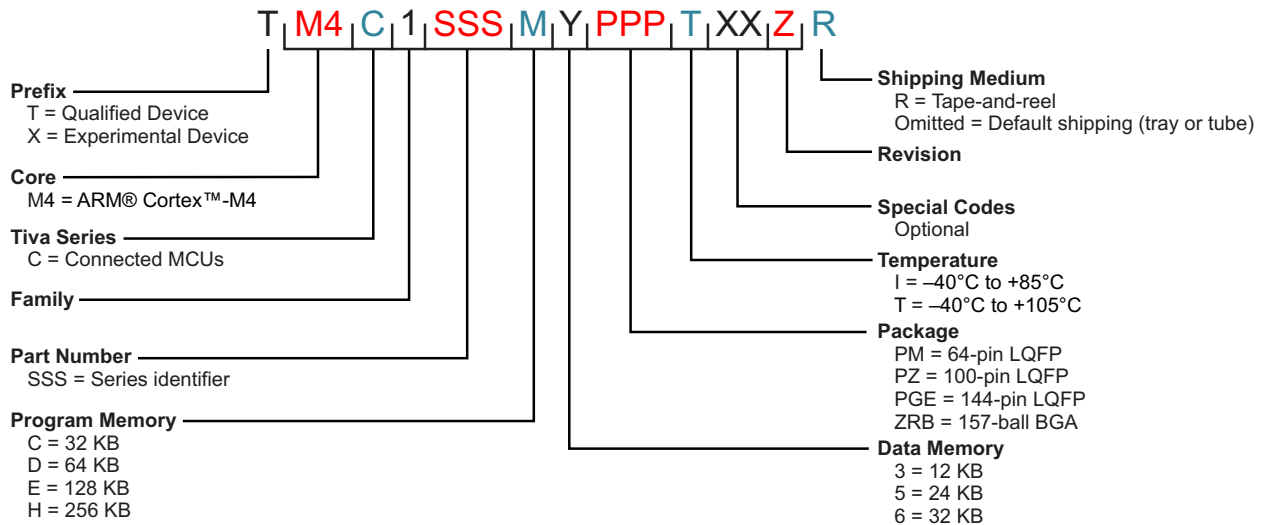 T M4 C 1 SSS M Y PPP T XX Z R
Prefix
T = Qualified Device
X = Experimental Device
Core
M4 = ARM® Cortex™-M4
Tiva Series
C = Connected MCUs
Family
Part Number
SSS = Series identifier
Program Memory
C = 32 KB
D = 64 KB
E = 128 KB
H = 256 KB
Shipping Medium
R = Tape-and-reel
Omitted = Default shipping (tray or tube)
Revision
Special Codes
Optional
Temperature
I = –40°C to +85°C
T = –40°C to +105°C
Package
PM = 64-pin LQFP
PZ = 100-pin LQFP
PGE = 144-pin LQFP
ZRB = 157-ball BGA
Data Memory
3 = 12 KB
5 = 24 KB
6 = 32 KB